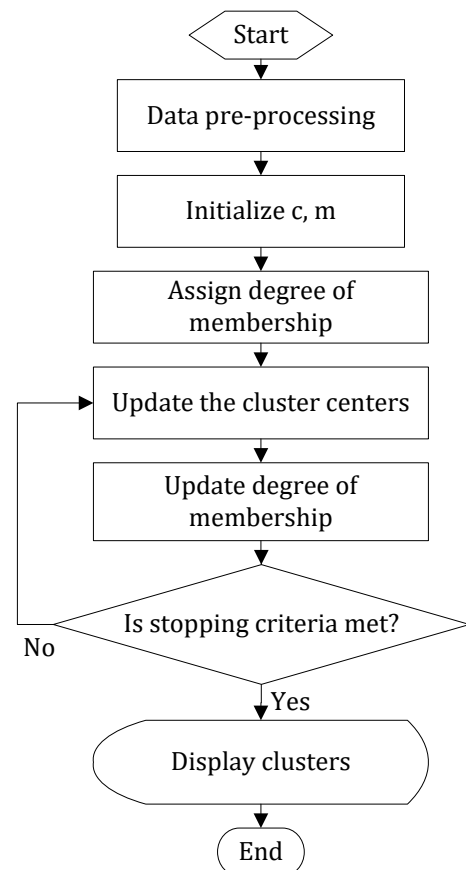 Start
Data pre-processing
Initialize c, m
Assign degree of
membership
Update the cluster centers
Update degree of
membership
Is stopping criteria met?
No
Yes
Display clusters
End